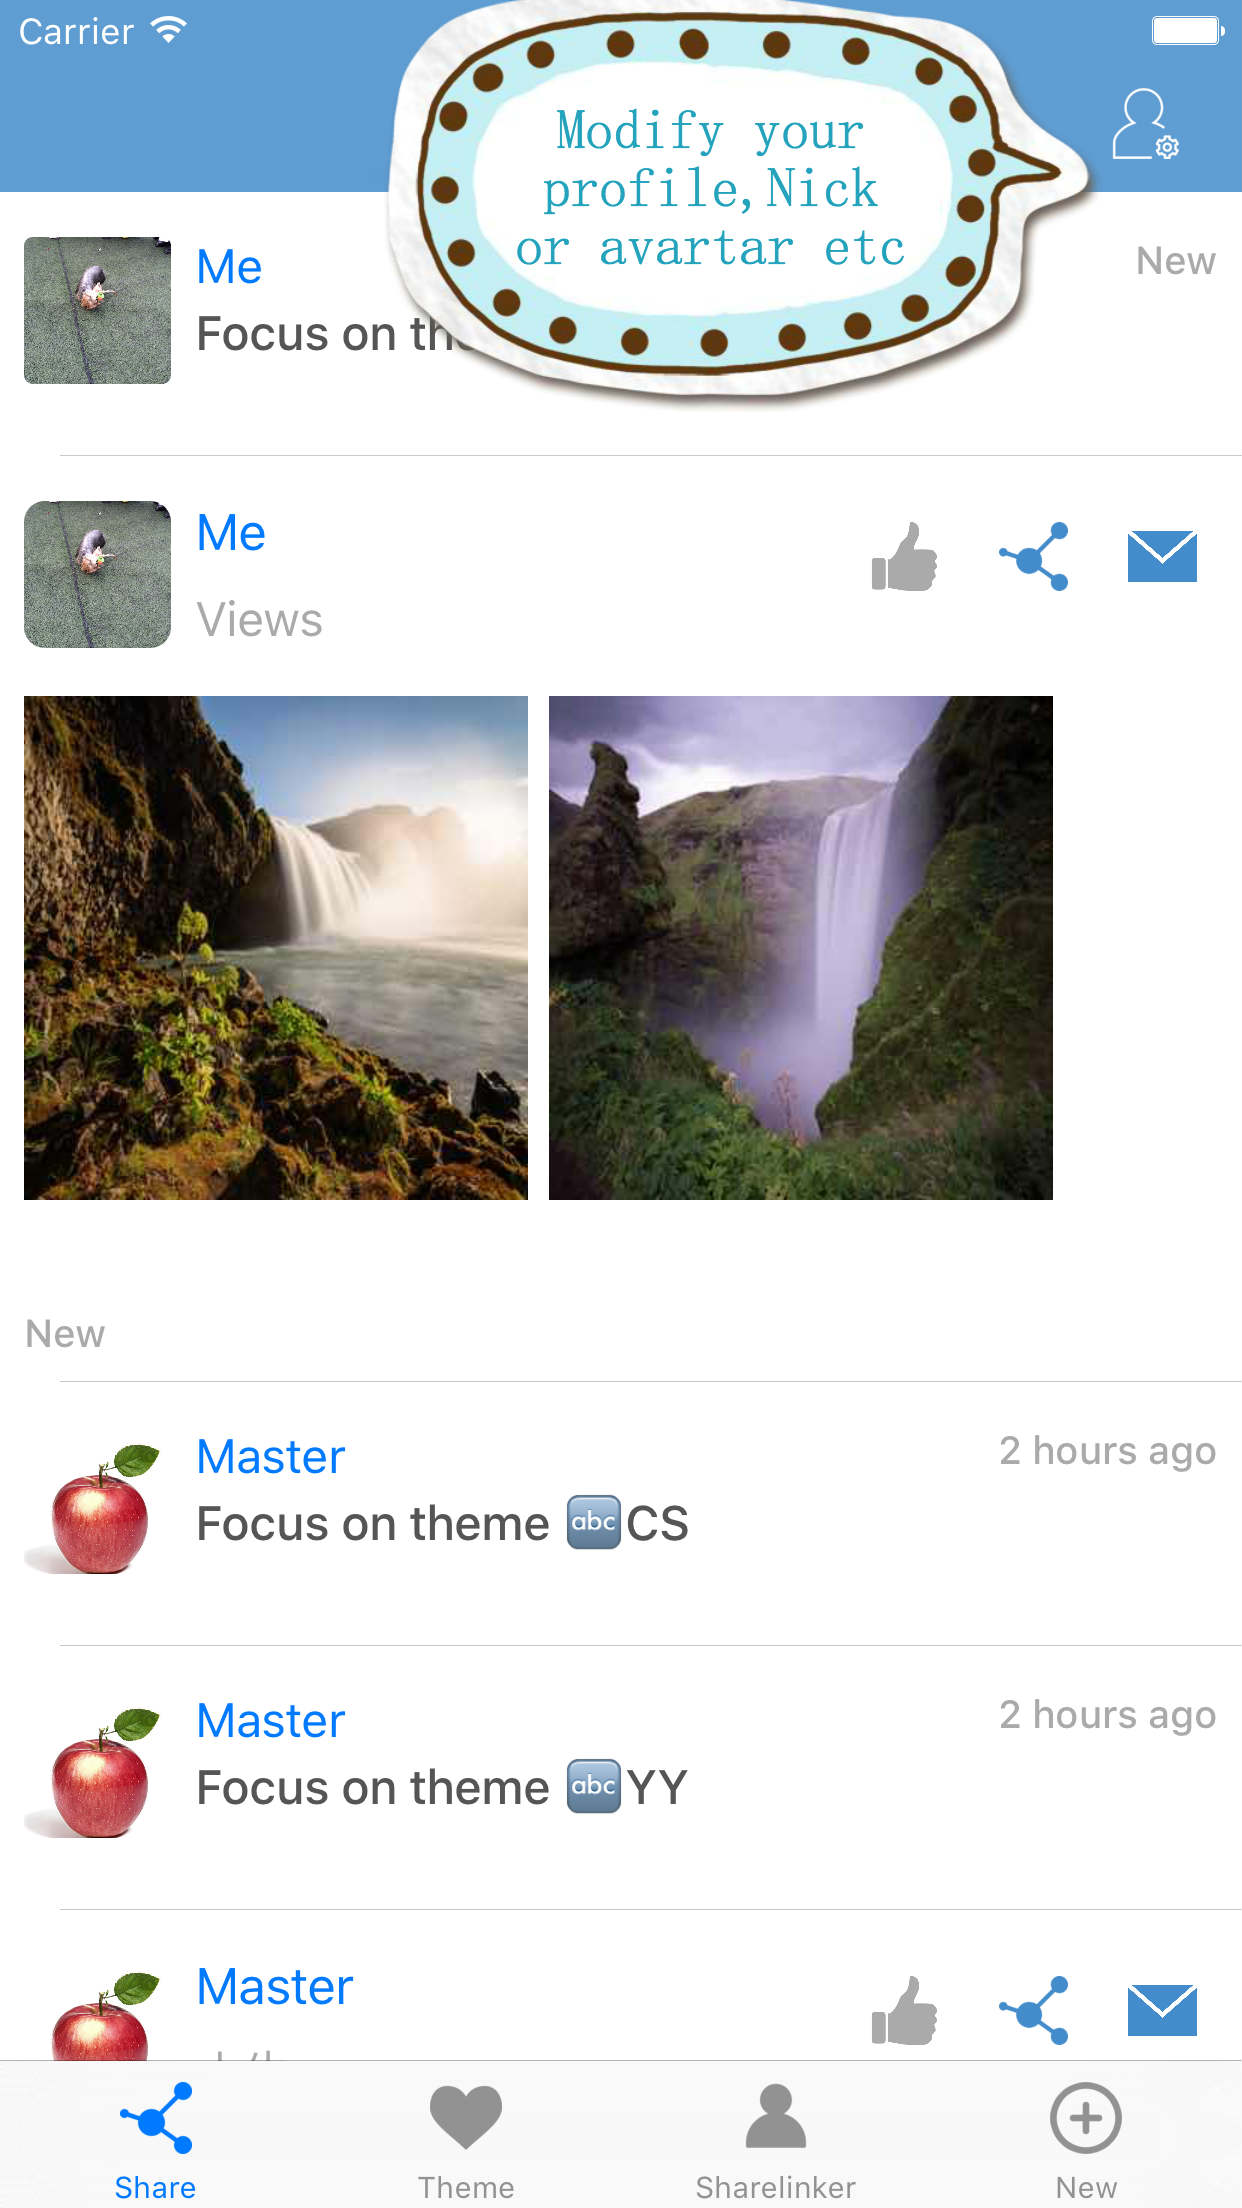 Carrier
Modify your
profile,Nick
or avartar etc
Me
New
Focus on
Me
Views
New
Master
2 hours ago
Focus on theme 🔤CS
Master
2 hours ago
Focus on theme 🔤YY
Master
Share
Theme
Sharelinker
New